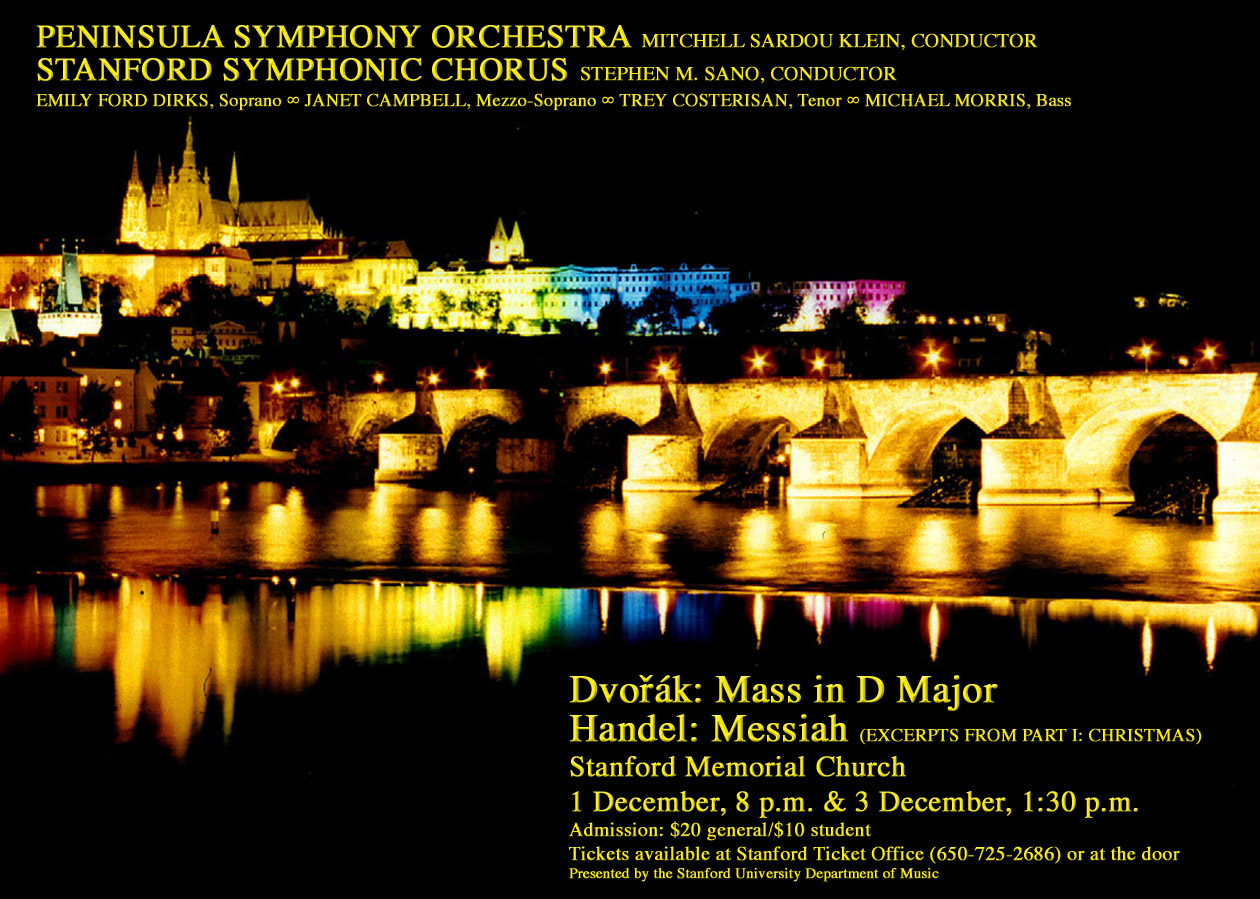 PENINSULA SYMPHONY ORCHESTRA MITCHELL SARDOU KLEIN, CONDUCTOR
STANFORD SYMPHONIC CHORUS STEPHEN M. SANO, CONDUCTOR
EMILY FORD DIRKS, Soprano ∞ JANET CAMPBELL, Mezzo-Soprano ∞ TREY COSTERISAN, Tenor ∞ MICHAEL MORRIS, Bass
Dvořák: Mass in D Major
Handel: Messiah (EXCERPTS FROM PART I: CHRISTMAS)
Stanford Memorial Church
1 December, 8 p.m. & 3 December, 1:30 p.m.
Admission: $20 general/$10 student
Tickets available at Stanford Ticket Office (650-725-2686) or at the door
Presented by the Stanford University Department of Music